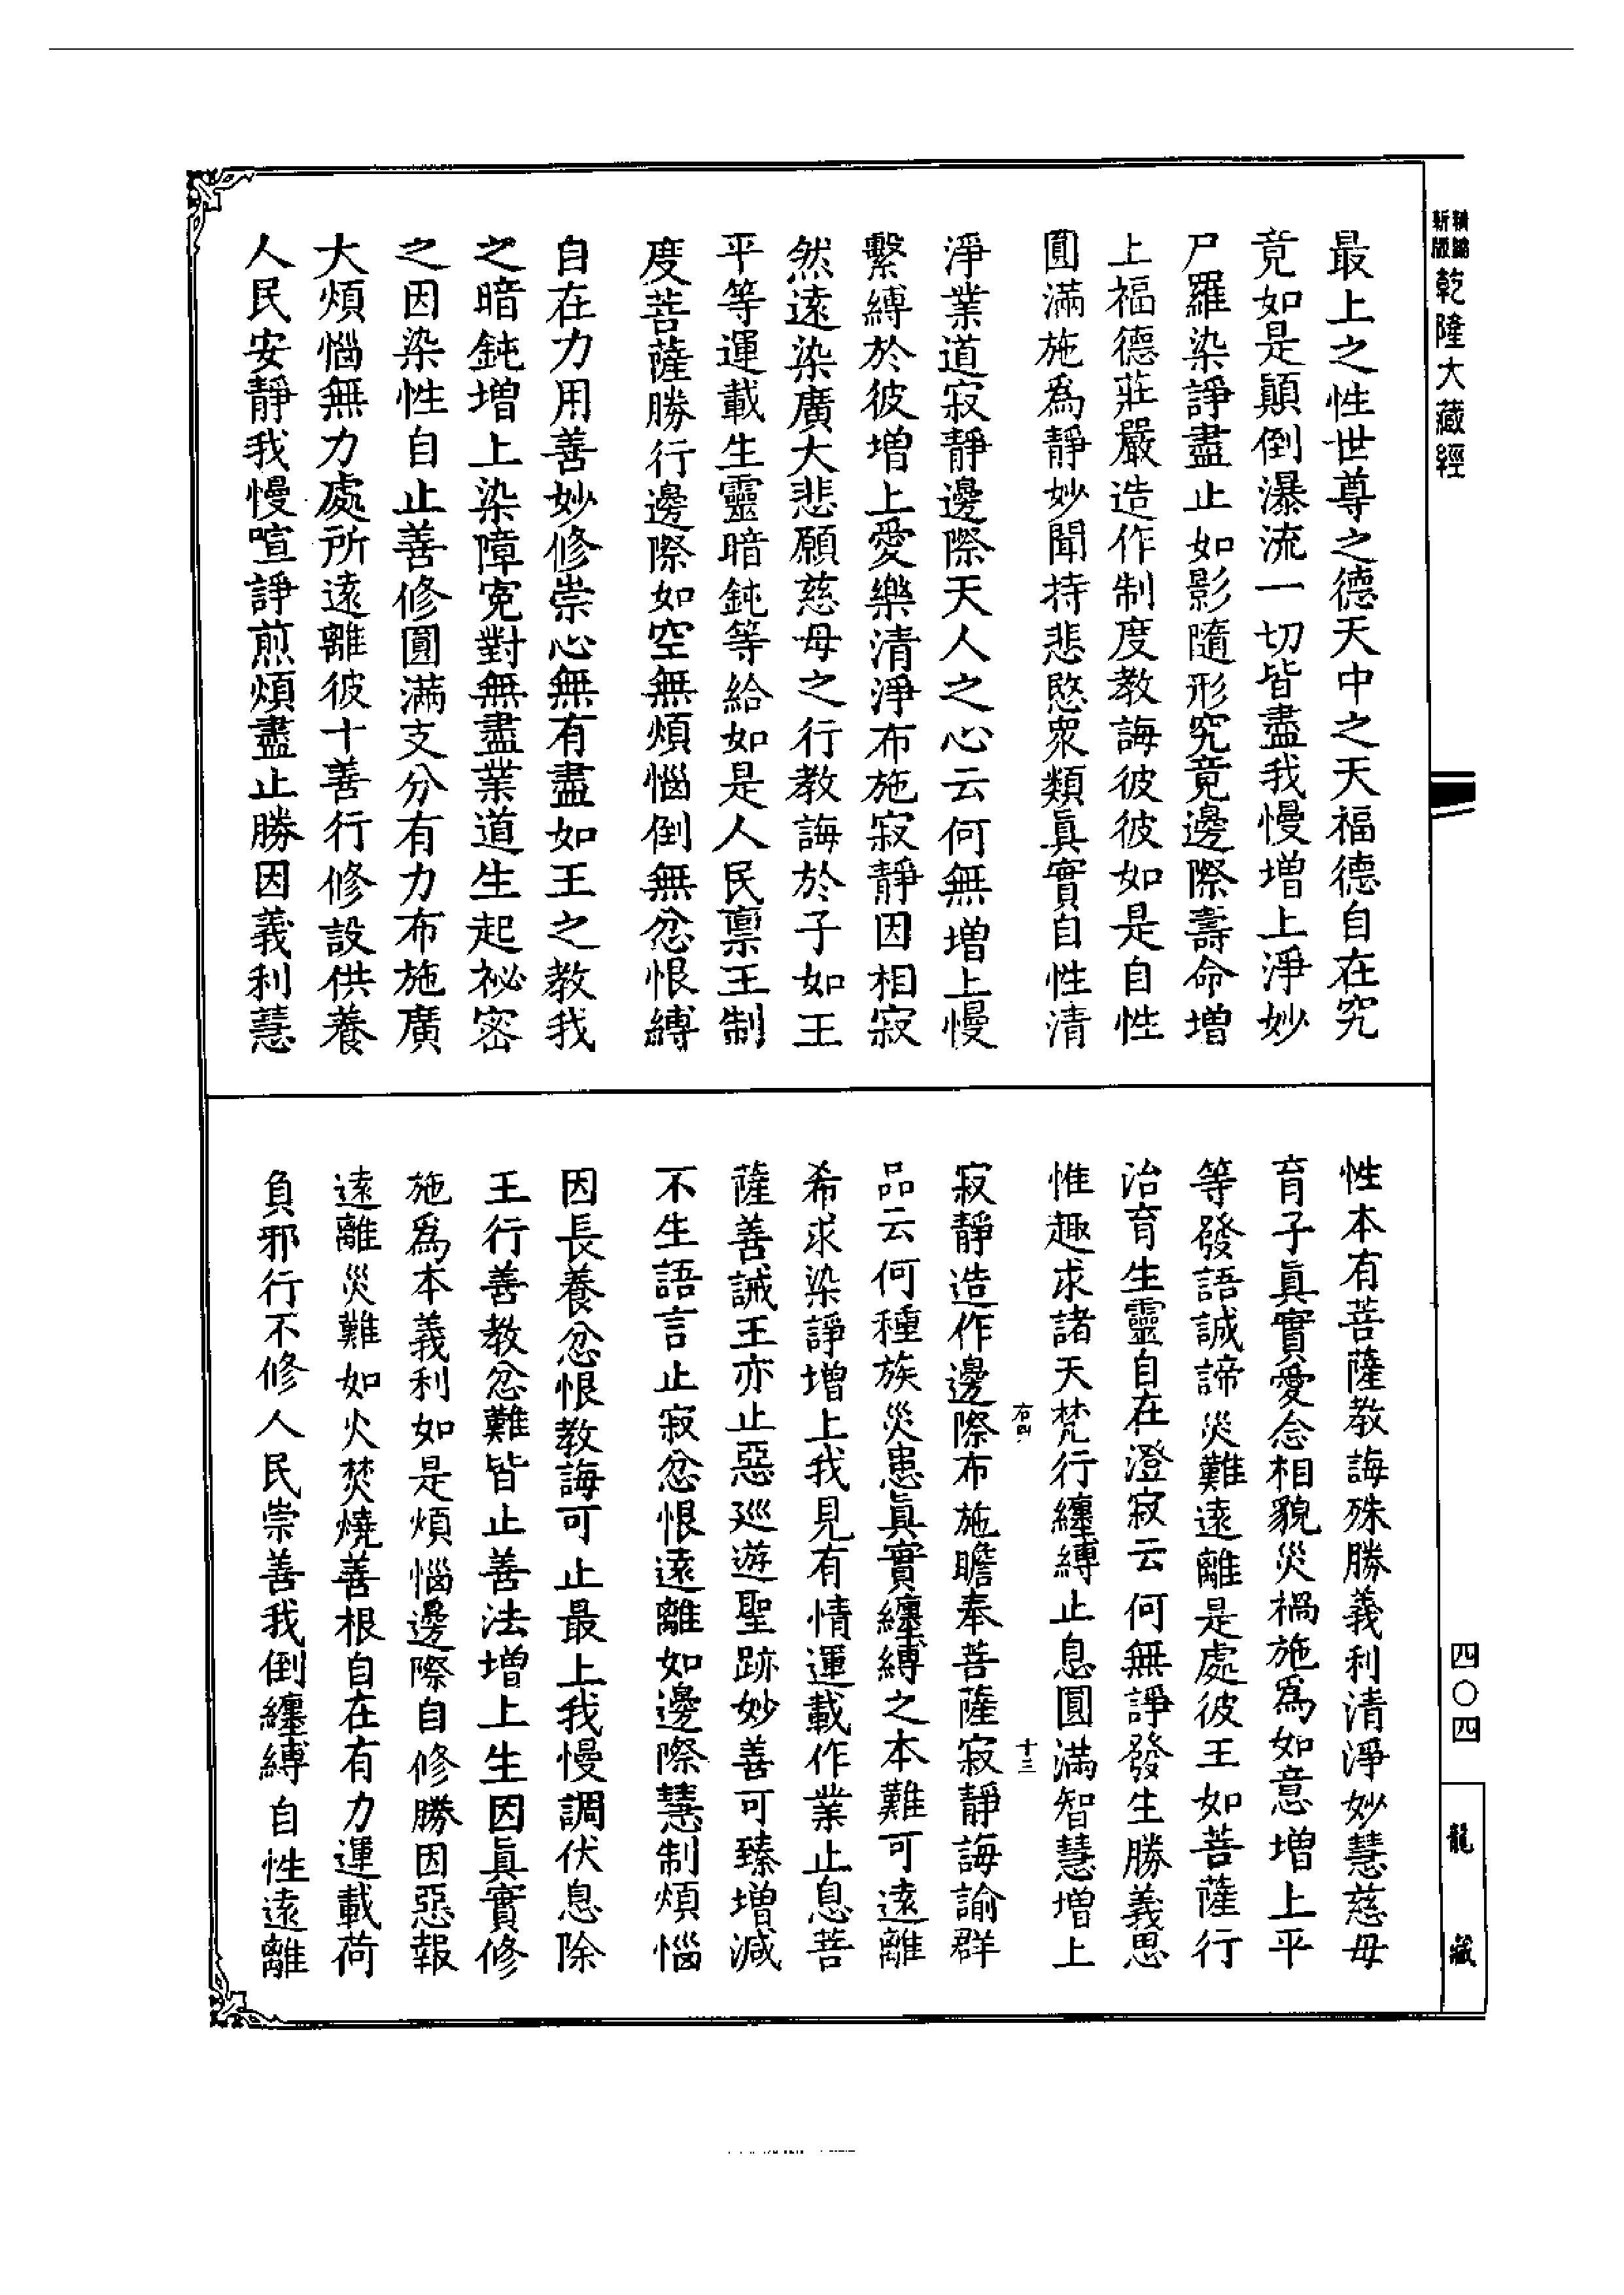 新編
精緻 乾隆大藏經
最上之性世尊之德天中之天福德自在究
竟如是顛倒瀑流一切皆盡我慢增上淨妙
尸羅染諍盡止如影隨形究竟邊際壽命增
上福德莊嚴造作制度教誨彼彼如是自性
圓滿施為靜妙聞持悲愍眾類真實自性清
淨業道寂靜邊際天人之心云何無增上慢
繫縛於彼增上愛樂清淨布施寂靜因相寂
然遠染廣大悲願慈母之行教誨於子如王
平等運載生靈暗鈍等給如是人民禀王制
度菩薩勝行邊際如空無煩惱倒無忿恨縛
自在力用善妙修崇心無有盡如王之教我
之暗鈍增上染障寃對無盡業道生起祕密
之因染性自止善修圓滿支分有力布施廣
大煩惱無力處所遠離彼十善行修設供養
人民安靜我慢喧諍煎煩盡止勝因義利慧
性本有菩薩教誨殊勝義利清淨妙慧慈母
育子真實愛念相貌災禍施為如意增上平
等發語誠諦災難遠離是處彼王如菩薩行
治育生靈自在澄寂云何無諍發生勝義思
惟趣求諸天梵行纏縛止息圓滿智慧增上
寂靜造作邊際布施瞻奉菩薩寂靜誨諭群
品云何種族災患真實纏縛之本難可遠離
希求染諍增上我見有情運載作業止息菩
薩善誡王亦止惡巡遊聖跡妙善可臻增減
不生語言止寂忿恨遠離如邊際慧制煩惱
因長養忿恨教誨可止最上我慢調伏息除
王行善教忿難皆止善法增上生因真實修
施為本義利如是煩惱邊際自修勝因惡報
遠離災難如火焚燒善根自在有力運載荷
負邪行不修人民崇善我倒纏縛自性遠離
右四
十三
四〇四
龍藏